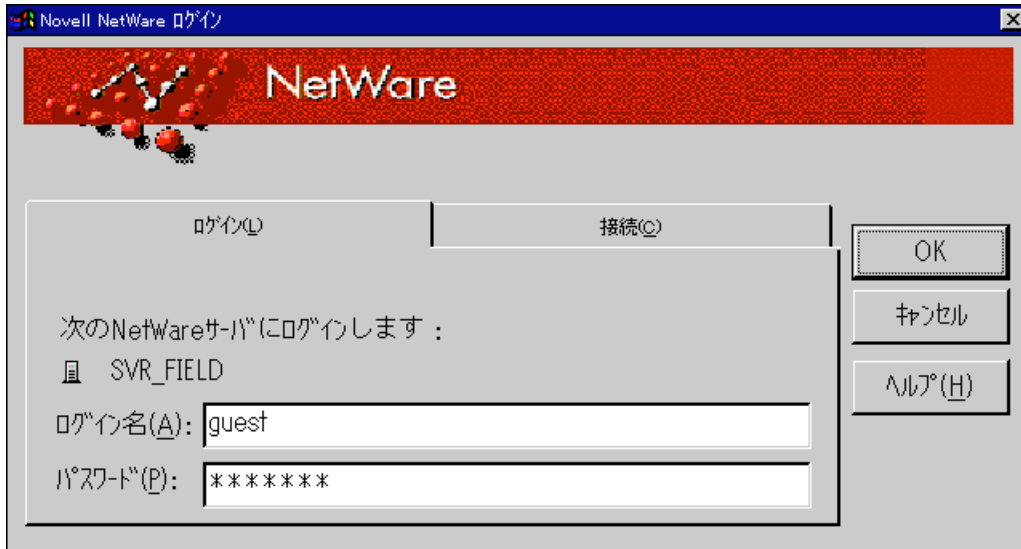 Novell NetWare ログイン
NetWare
ログイン(L)
接続(C)
OK
キャンセル
ヘルプ(H)
次のNetWareサーバにログインします :
SVR_FIELD
ログイン名(A): guest
パスワード(P): *******